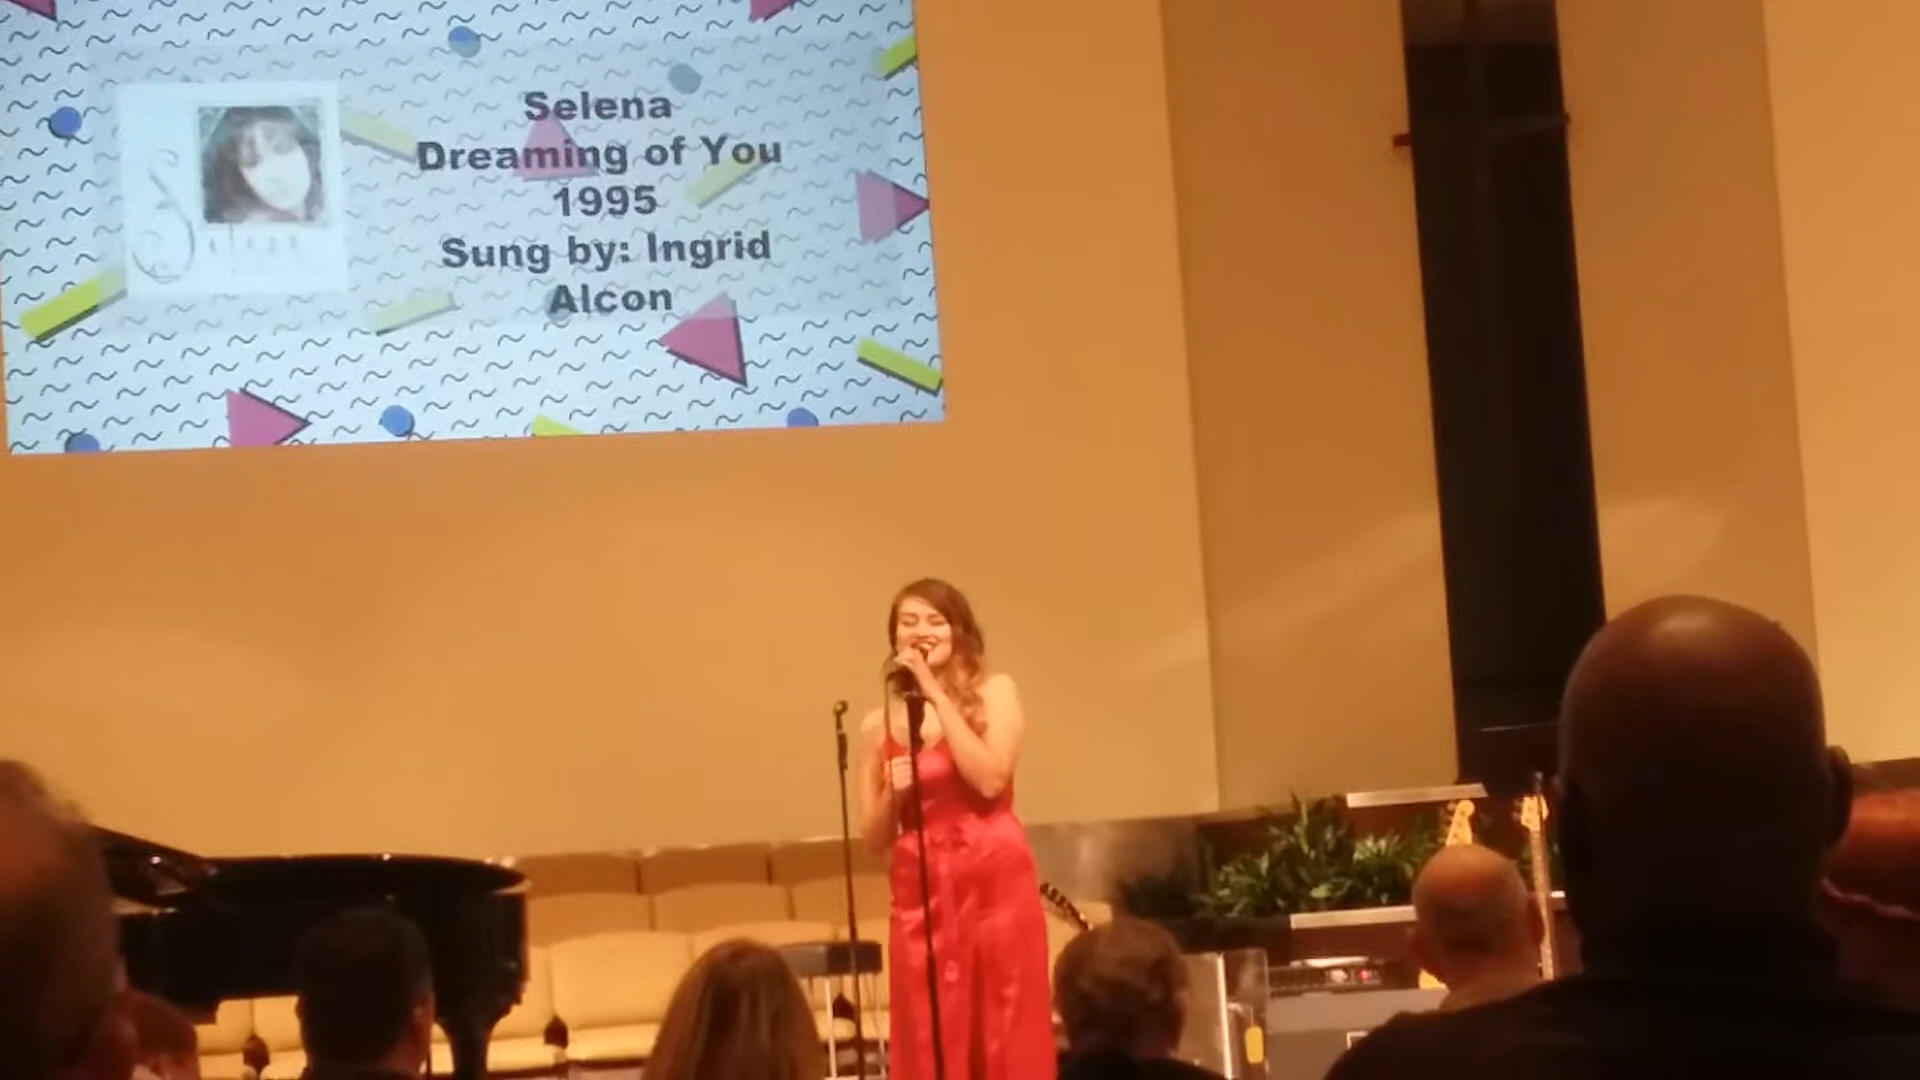 Selena
Dreaming of You
1995
Sung by: Ingrid
Alcon